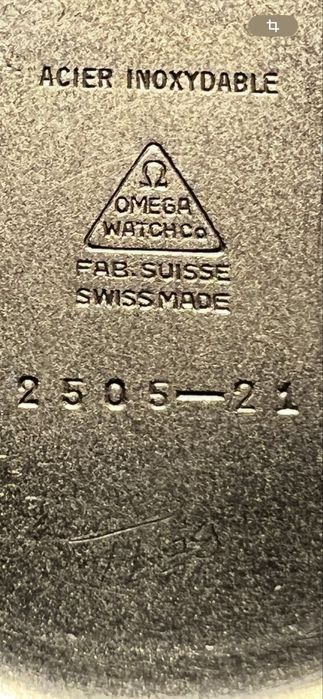 ACIER INOXYDABLE
Ω
OMEGA
WATCH Co
FAB. SUISSE
SWISS MADE
2505—21